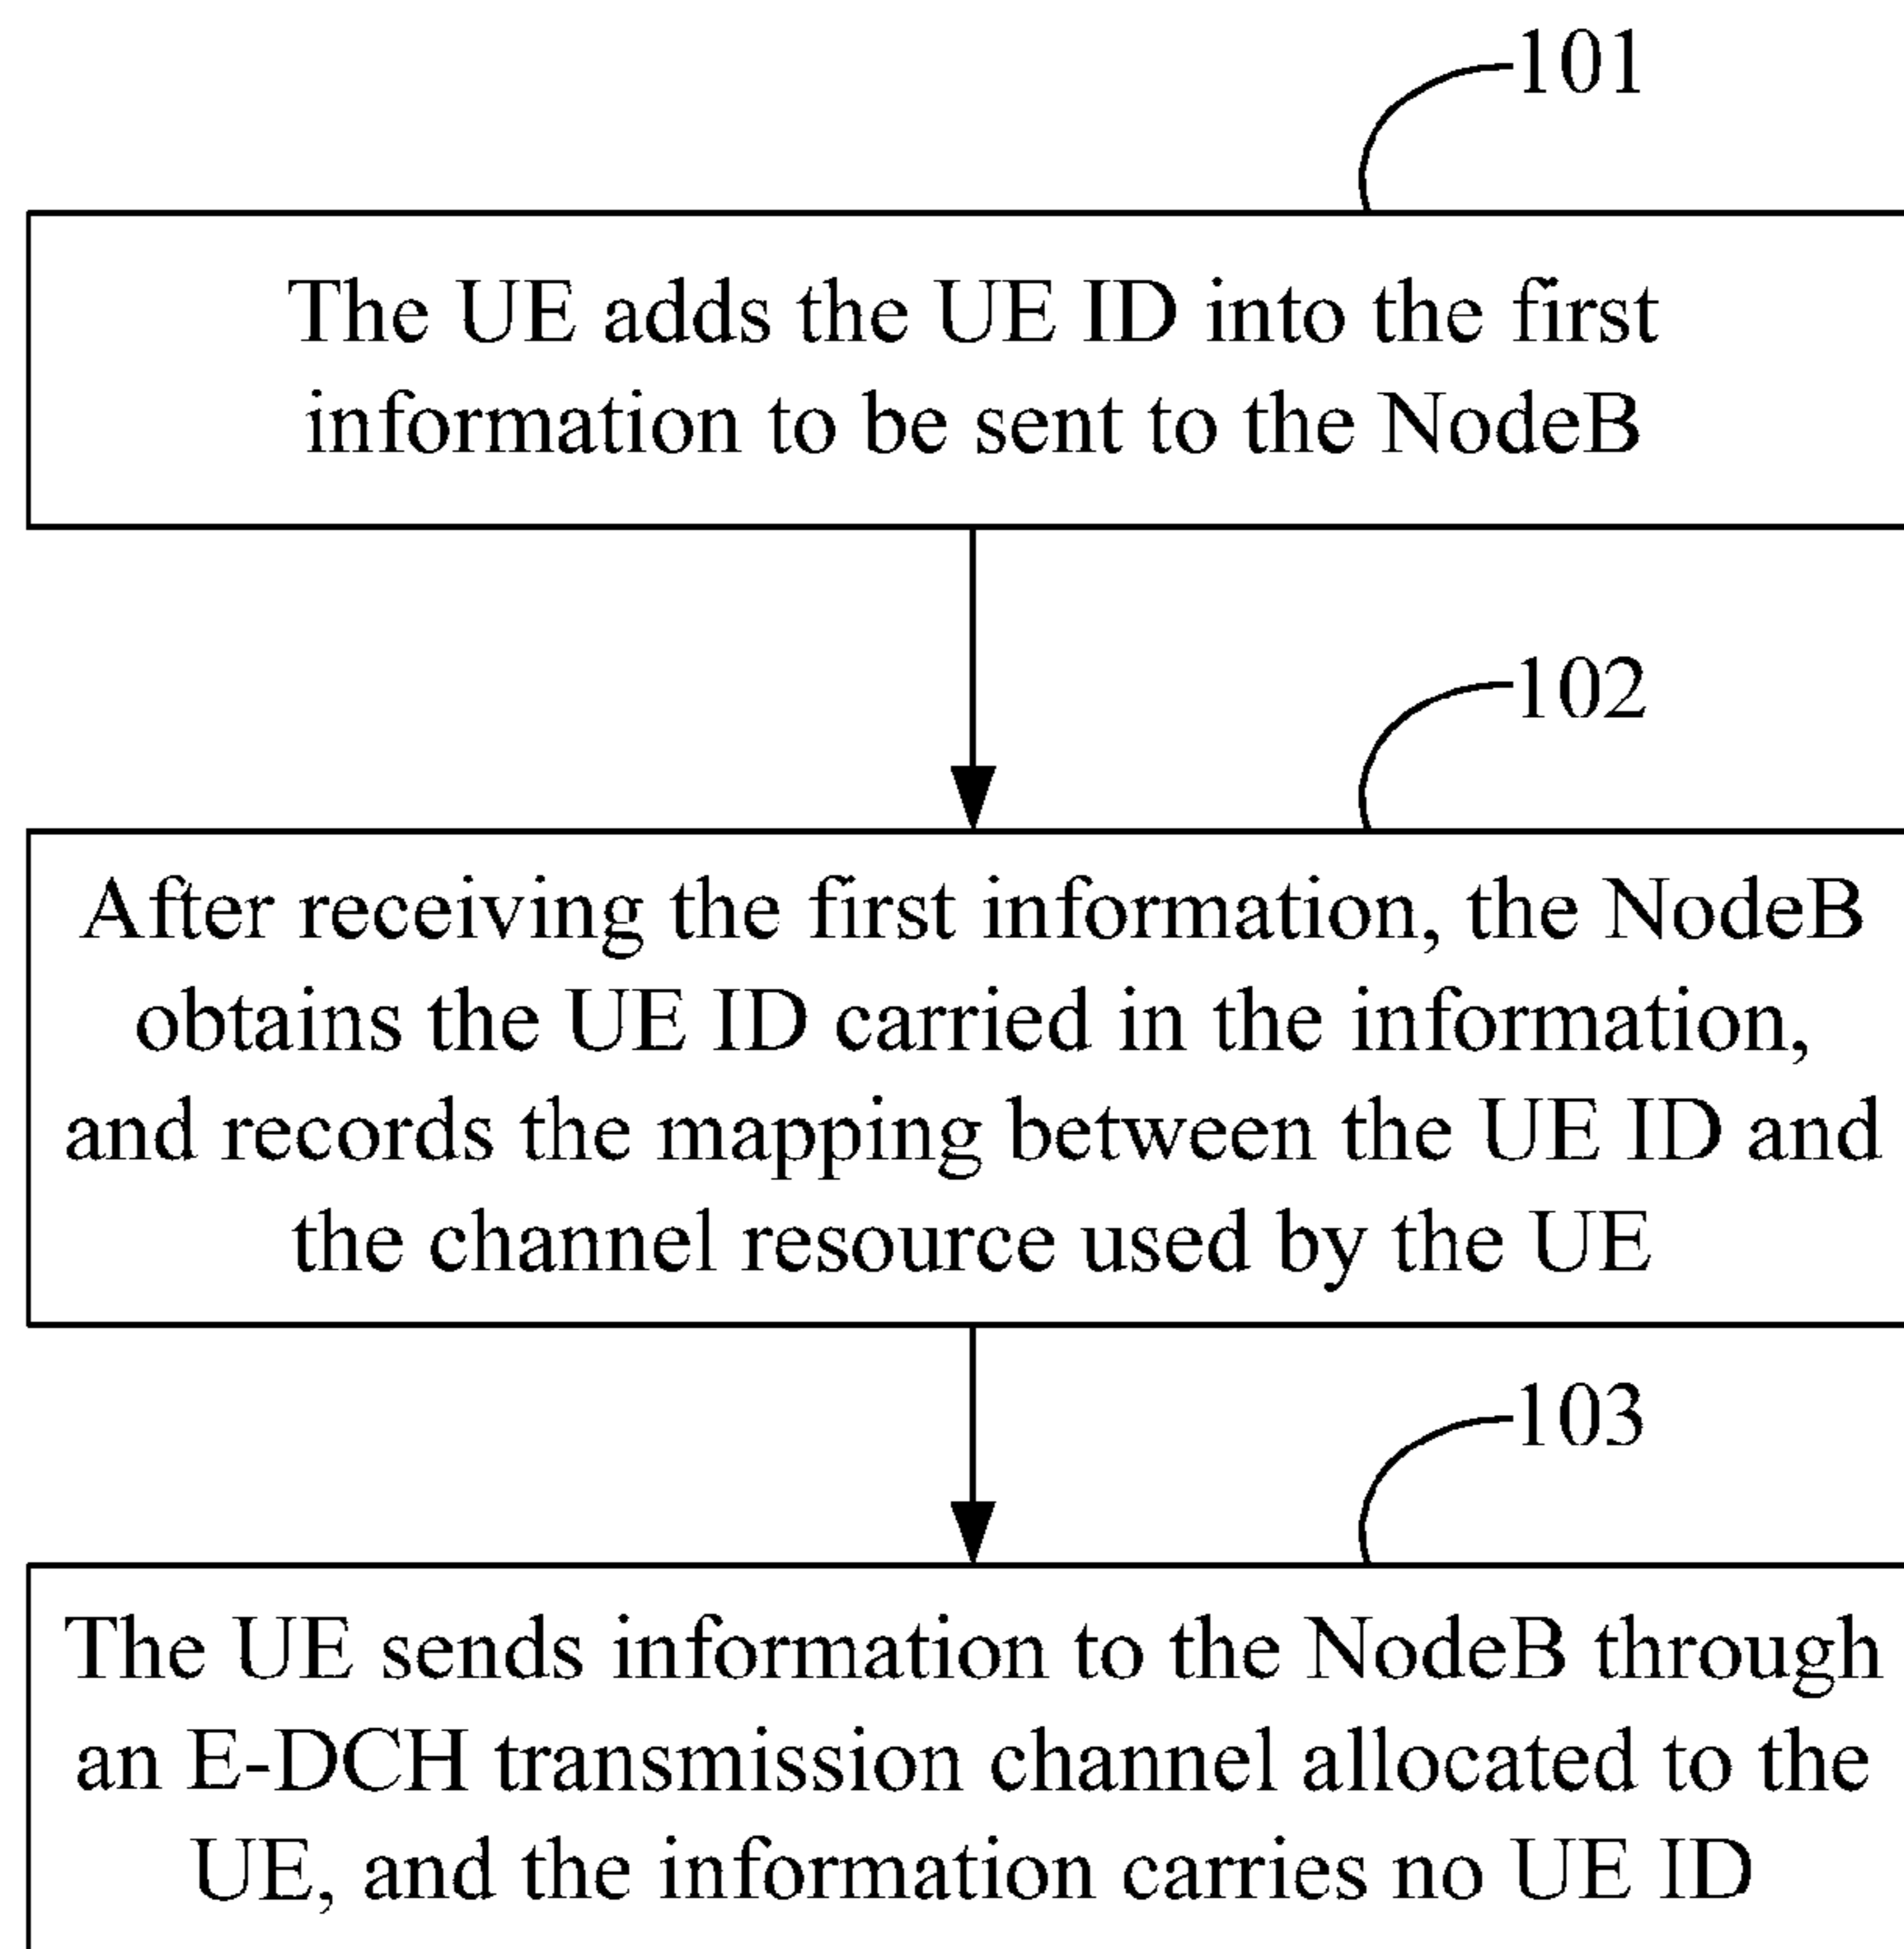 101
The UE adds the UE ID into the first
information to be sent to the NodeB
102
After receiving the first information, the NodeB
obtains the UE ID carried in the information,
and records the mapping between the UE ID and
the channel resource used by the UE
103
The UE sends information to the NodeB through
an E-DCH transmission channel allocated to the
UE, and the information carries no UE ID